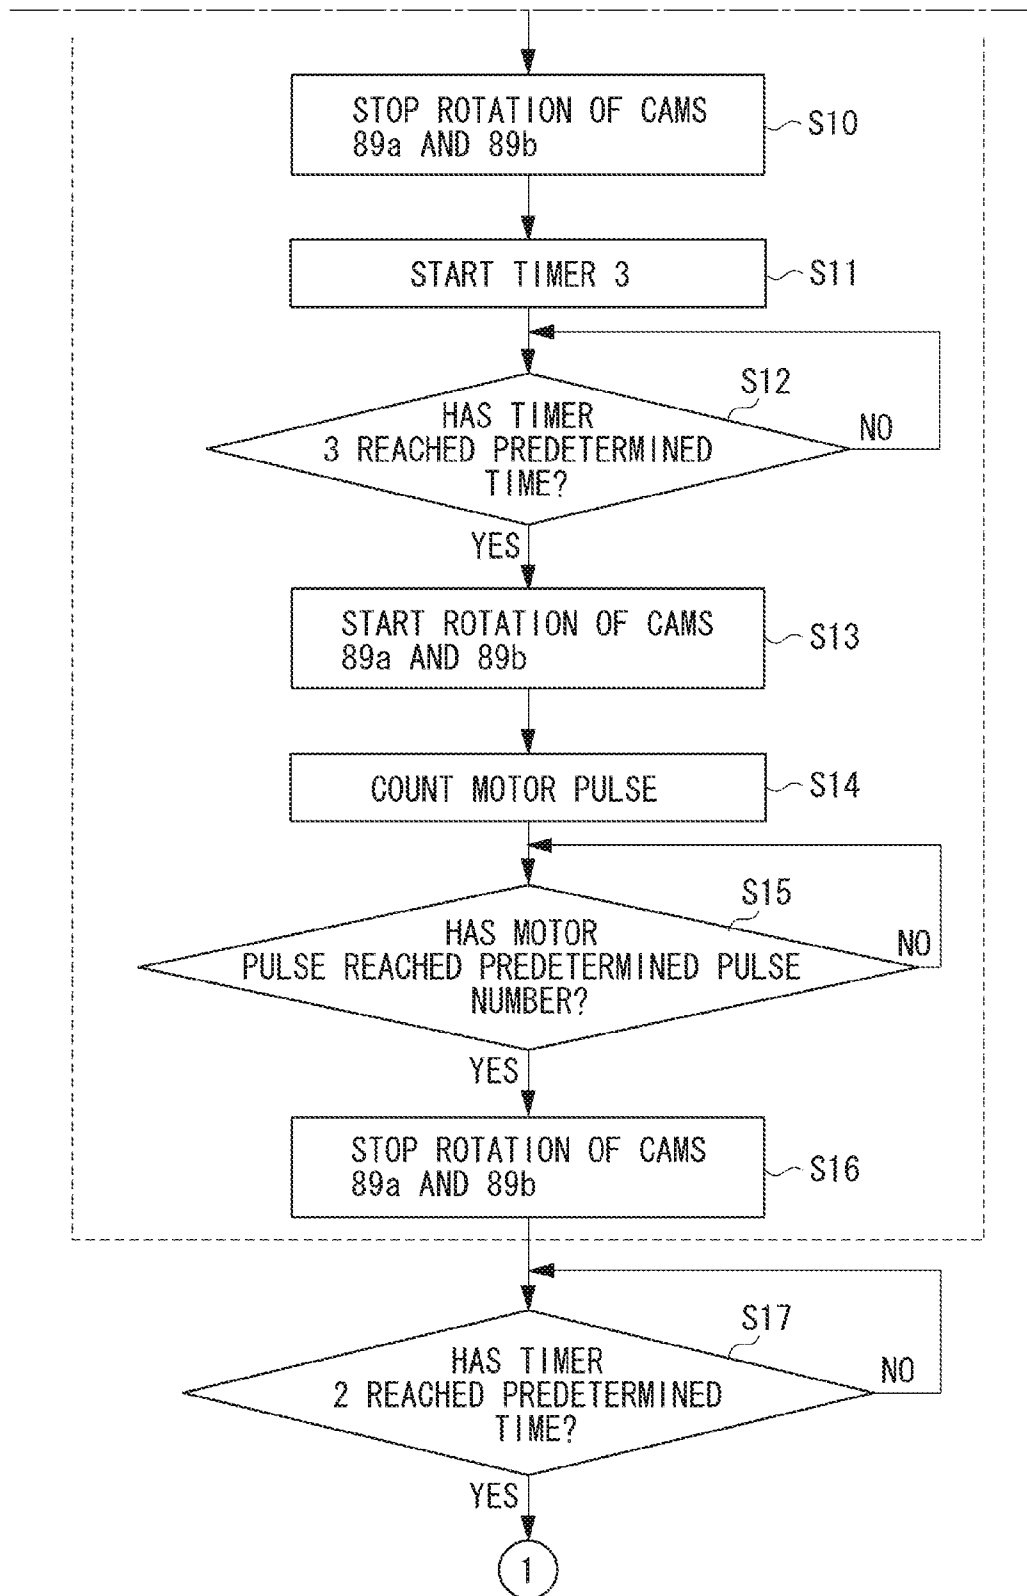 STOP ROTATION OF CAMS
89a AND 89b
S10
START TIMER 3
S11
S12
HAS TIMER
3 REACHED PREDETERMINED
TIME?
NO
YES
START ROTATION OF CAMS
89a AND 89b
S13
COUNT MOTOR PULSE
S14
S15
HAS MOTOR
PULSE REACHED PREDETERMINED PULSE
NUMBER?
NO
YES
STOP ROTATION OF CAMS
89a AND 89b
S16
S17
HAS TIMER
2 REACHED PREDETERMINED
TIME?
NO
YES
1